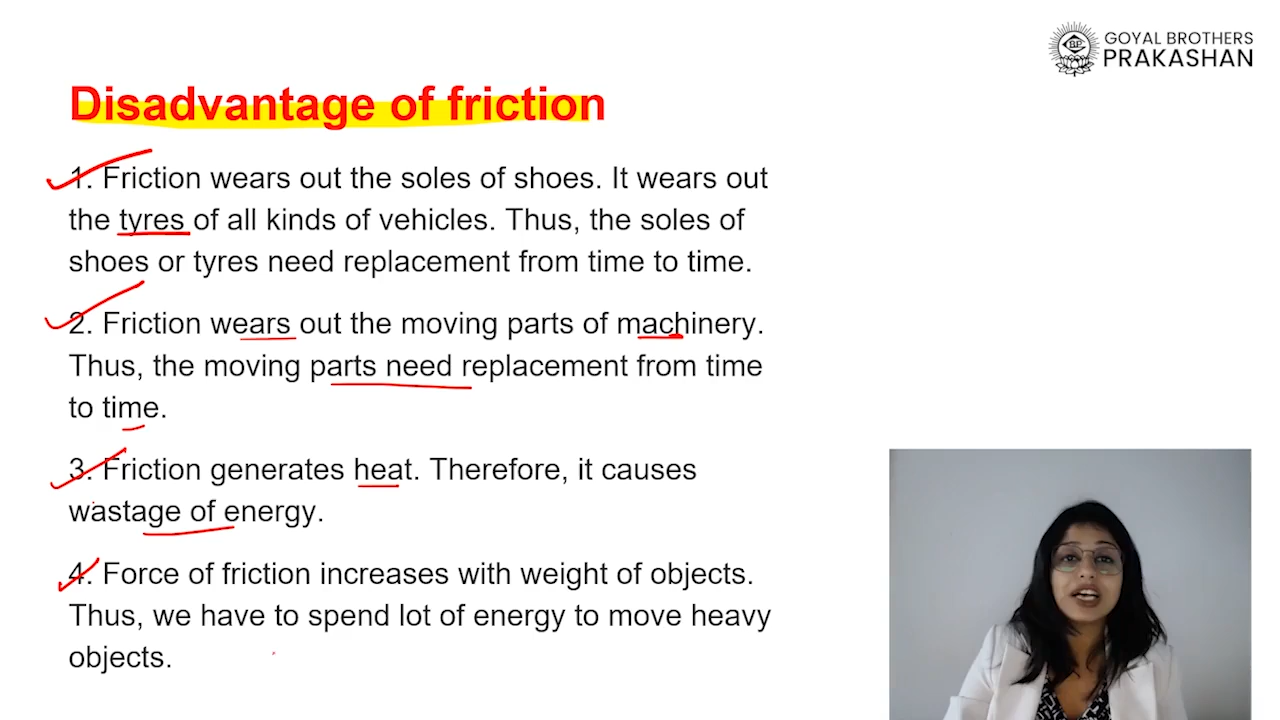 GOYAL BROTHERS
PRAKASHAN
GBP
Disadvantage of friction
1. Friction wears out the soles of shoes. It wears out
the tyres of all kinds of vehicles. Thus, the soles of
shoes or tyres need replacement from time to time.
2. Friction wears out the moving parts of machinery.
Thus, the moving parts need replacement from time
to time.
3. Friction generates heat. Therefore, it causes
wastage of energy.
4. Force of friction increases with weight of objects.
Thus, we have to spend lot of energy to move heavy
objects.